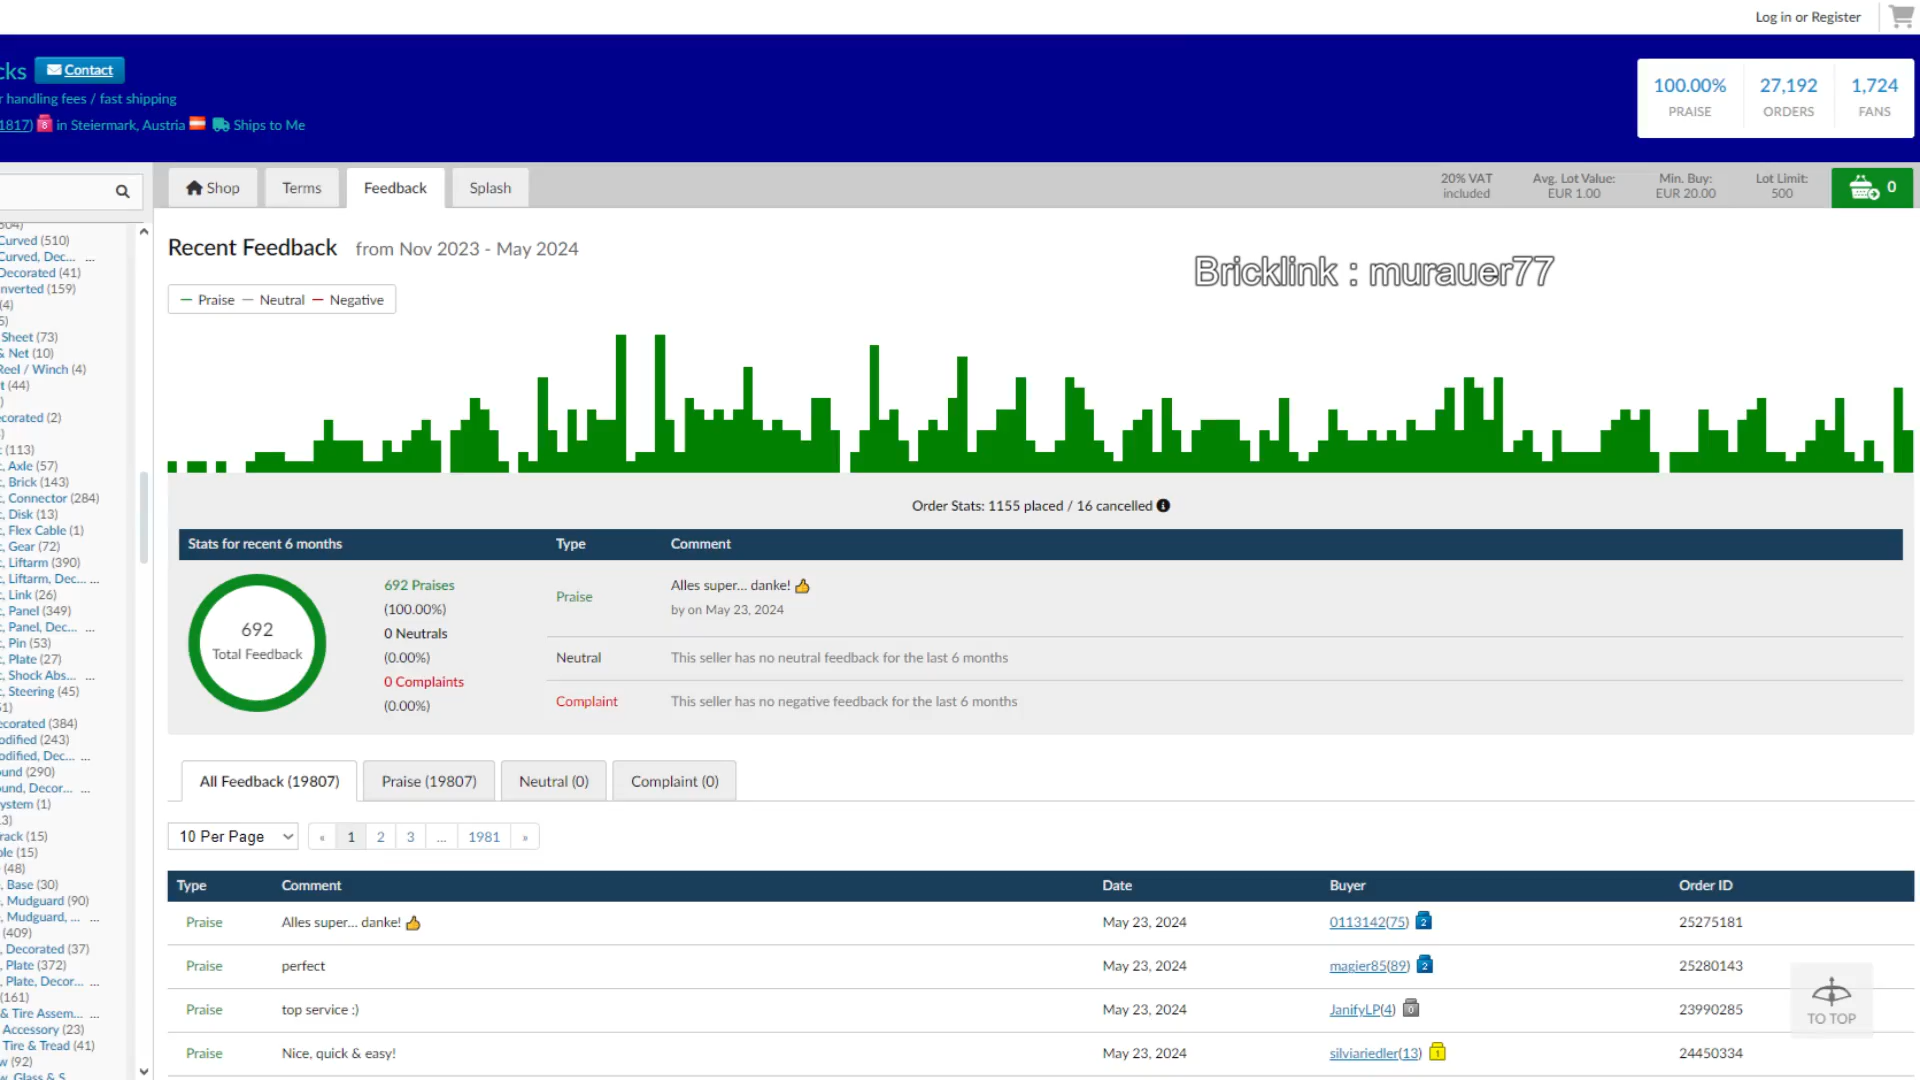 Log in or Register
cks Contact
r handling fees / fast shipping
1817) 8 in Steiermark, Austria Ships to Me
100.00% 27,192 1,724
PRAISE ORDERS FANS
Shop Terms Feedback Splash
20% VAT included
Avg. Lot Value: EUR 1.00
Min. Buy: EUR 20.00
Lot Limit: 500
0
Curved (510)
Curved, Dec... ...
Decorated (41)
nverted (159)
(4)
5)
Sheet (73)
& Net (10)
Reel / Winch (4)
t (44)
)
corated (2)
(113)
, Axle (57)
, Brick (143)
, Connector (284)
, Disk (13)
, Flex Cable (1)
, Gear (72)
, Liftarm (390)
, Liftarm, Dec... ...
, Link (26)
, Panel (349)
, Panel, Dec... ...
, Pin (53)
, Plate (27)
, Shock Abs... ...
, Steering (45)
51)
ecorated (384)
odified (243)
odified, Dec... ...
und (290)
und, Decor... ...
ystem (1)
3)
rack (15)
ole (15)
(48)
, Base (30)
, Mudguard (90)
, Mudguard, ... ...
(409)
, Decorated (37)
, Plate (372)
, Plate, Decor... ...
(161)
& Tire Assem... ...
Accessory (23)
Tire & Tread (41)
w (92)
Recent Feedback from Nov 2023 - May 2024
Bricklink : murauer77
Praise Neutral Negative
Order Stats: 1155 placed / 16 cancelled
Stats for recent 6 months Type Comment
692
Total Feedback
692 Praises
(100.00%)
0 Neutrals
(0.00%)
0 Complaints
(0.00%)
Praise Alles super... danke! 👍
by on May 23, 2024
Neutral This seller has no neutral feedback for the last 6 months
Complaint This seller has no negative feedback for the last 6 months
All Feedback (19807) Praise (19807) Neutral (0) Complaint (0)
10 Per Page « 1 2 3 ... 1981 »
Type Comment Date Buyer Order ID
Praise Alles super... danke! 👍 May 23, 2024 0113142(75) 2 25275181
Praise perfect May 23, 2024 magier85(89) 2 25280143
Praise top service :) May 23, 2024 JanifyLP(4) 0 23990285
Praise Nice, quick & easy! May 23, 2024 silviariedler(13) 1 24450334
TO TOP